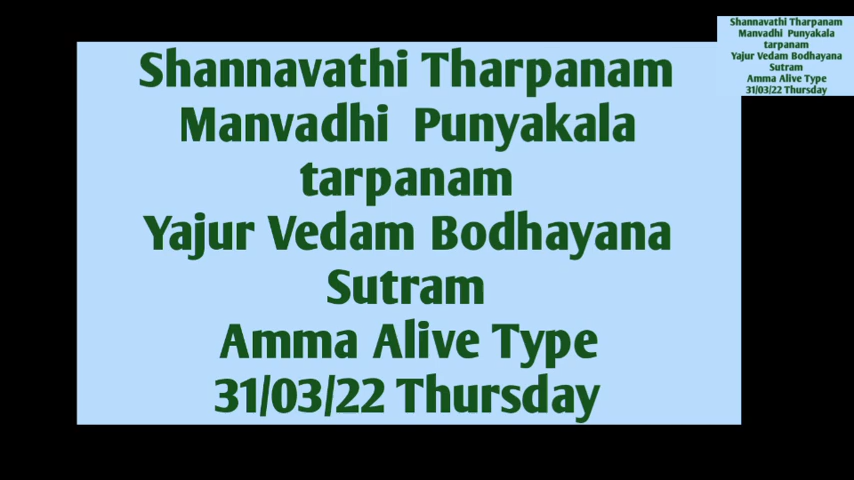 Shannavathi Tharpanam
Manvadhi Punyakala
tarpanam
Yajur Vedam Bodhayana
Sutram
Amma Alive Type
31/03/22 Thursday
Shannavathi Tharpanam
Manvadhi Punyakala
tarpanam
Yajur Vedam Bodhayana
Sutram
Amma Alive Type
31/03/22 Thursday